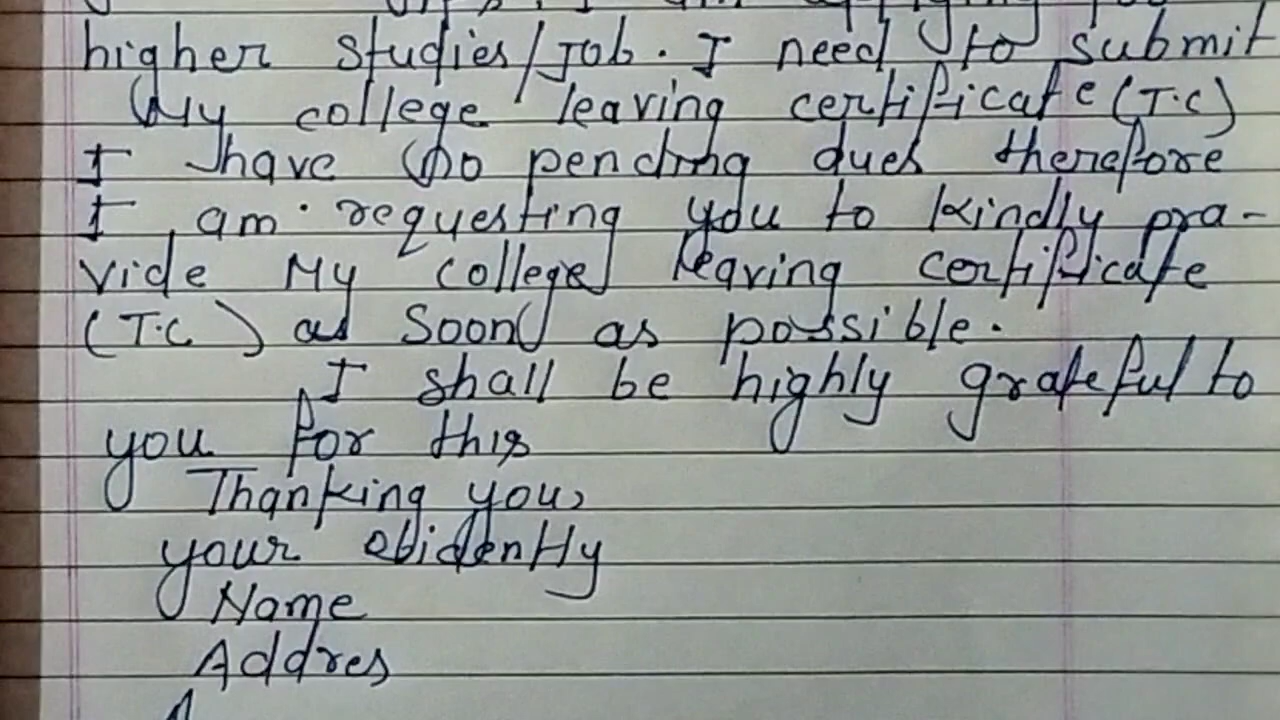 higher studies/job. I need to submit
My college leaving certificate (T.C)
I have no pending dues therefore
I am requesting you to kindly pro-
vide My college leaving certificate
(T.C) as soon as possible.
I shall be highly grateful to
you for this
Thanking you,
your obidently
Name
Addres